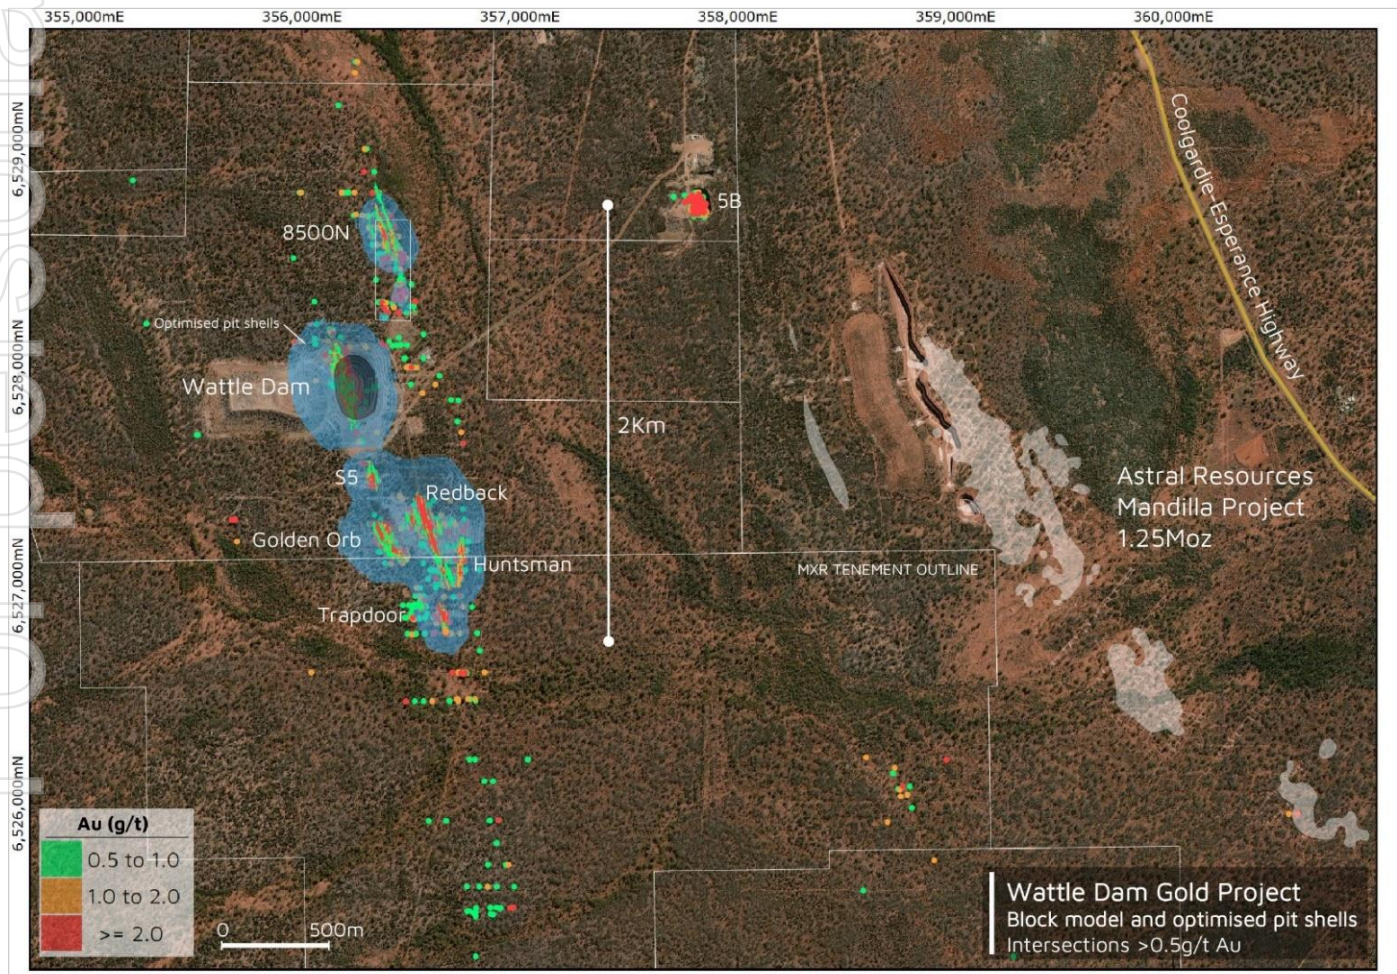 355,000mE
356,000mE
357,000mE
358,000mE
359,000mE
360,000mE
6,529,000mN
6,528,000mN
6,527,000mN
6,526,000mN
Coolgardie-Esperance Highway
5B
8500N
Optimised pit shells
Wattle Dam
2Km
S5
Redback
Astral Resources
Mandilla Project
1.25Moz
Golden Orb
Huntsman
MXR TENEMENT OUTLINE
Trapdoor
Au (g/t)
0.5 to 1.0
1.0 to 2.0
>= 2.0
0
500m
Wattle Dam Gold Project
Block model and optimised pit shells
Intersections >0.5g/t Au